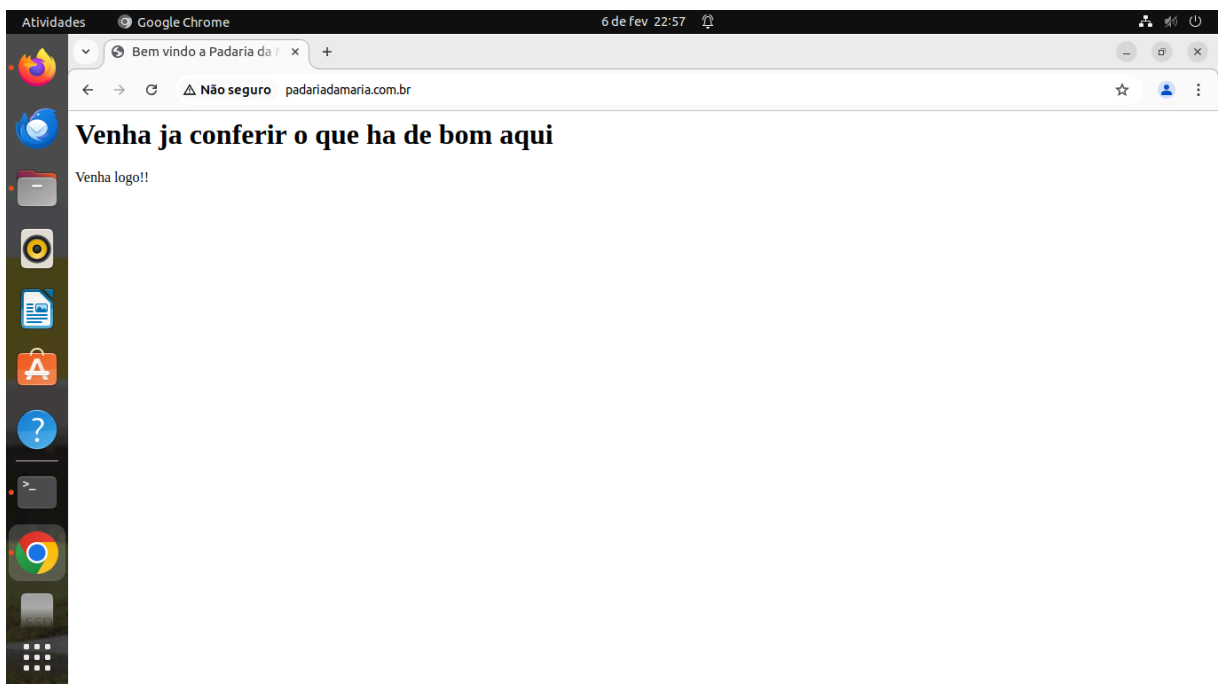 Atividades Google Chrome 6 de fev 22:57
Bem vindo a Padaria da
Não seguro padariadamaria.com.br
Venha ja conferir o que ha de bom aqui
Venha logo!!
SSD